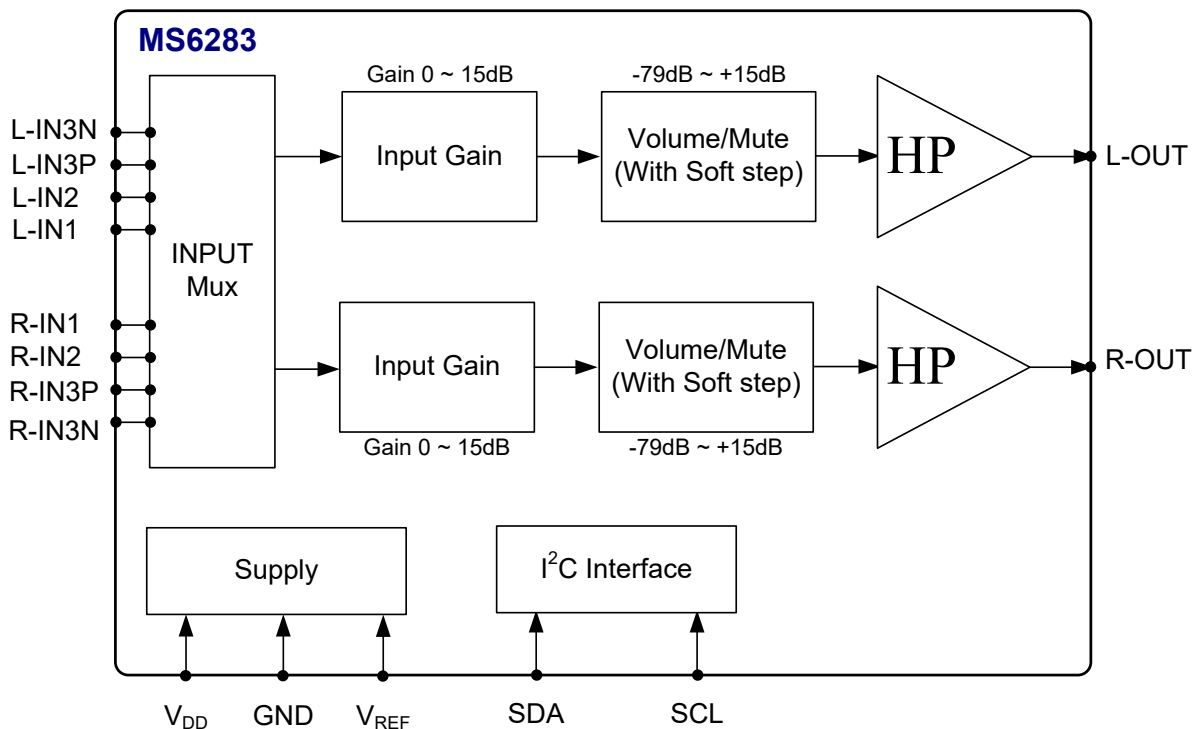 MS6283
Gain 0 ~ 15dB
-79dB ~ +15dB
L-IN3N
L-IN3P
L-IN2
L-IN1
INPUT
Mux
Input Gain
Volume/Mute
(With Soft step)
HP
L-OUT
R-IN1
R-IN2
R-IN3P
R-IN3N
Input Gain
Volume/Mute
(With Soft step)
HP
R-OUT
Gain 0 ~ 15dB
-79dB ~ +15dB
Supply
I²C Interface
V_DD
GND
V_REF
SDA
SCL